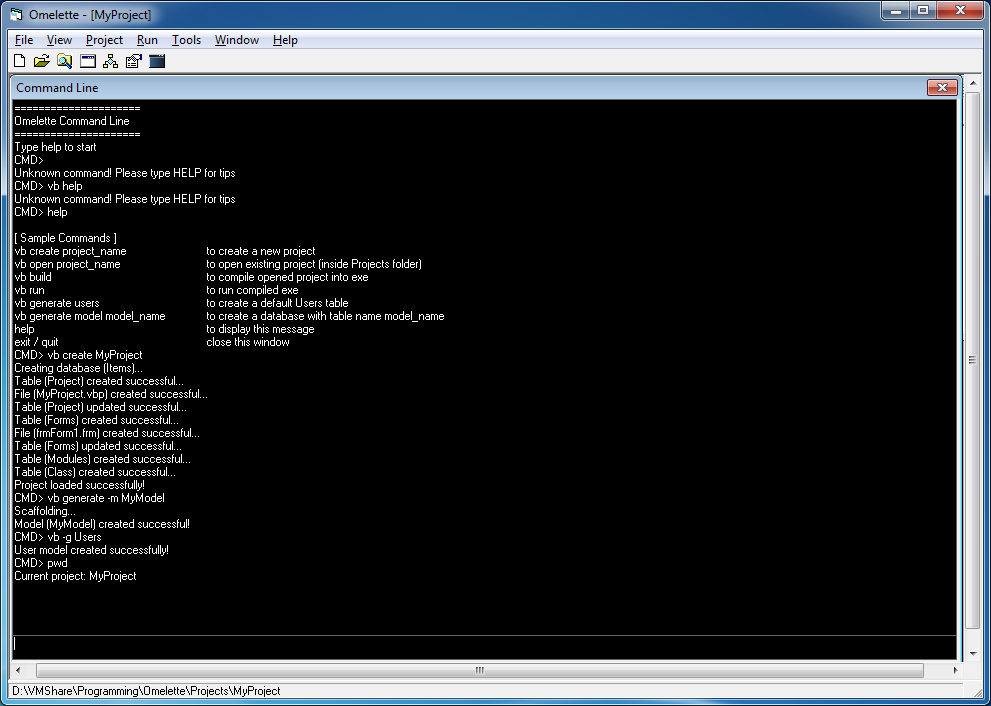 Omelette - [MyProject]
File View Project Run Tools Window Help
Command Line
=====================
Omelette Command Line
=====================
Type help to start
CMD>
Unknown command! Please type HELP for tips
CMD> vb help
Unknown command! Please type HELP for tips
CMD> help
[ Sample Commands ]
vb create project_name to create a new project
vb open project_name to open existing project (inside Projects folder)
vb build to compile opened project into exe
vb run to run compiled exe
vb generate users to create a default Users table
vb generate model model_name to create a database with table name model_name
help to display this message
exit / quit close this window
CMD> vb create MyProject
Creating database (Items)...
Table (Project) created successful...
File (MyProject.vbp) created successful...
Table (Project) updated successful...
Table (Forms) created successful...
File (frmForm1.frm) created successful...
Table (Forms) updated successful...
Table (Modules) created successful...
Table (Class) created successful...
Project loaded successfully!
CMD> vb generate -m MyModel
Scaffolding...
Model (MyModel) created successful!
CMD> vb -g Users
User model created successfully!
CMD> pwd
Current project: MyProject
D:\VMShare\Programming\Omelette\Projects\MyProject